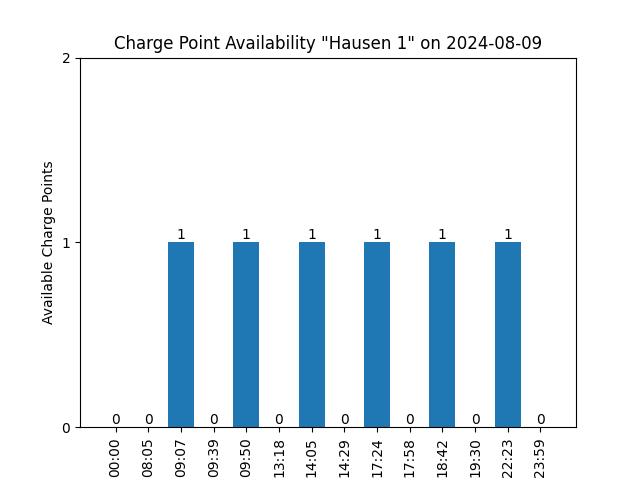 Charge Point Availability "Hausen 1" on 2024-08-09
Available Charge Points
2
1
0
0 0 1 0 1 0 1 0 1 0 1 0 1 0
00:00 08:05 09:07 09:39 09:50 13:18 14:05 14:29 17:24 17:58 18:42 19:30 22:23 23:59